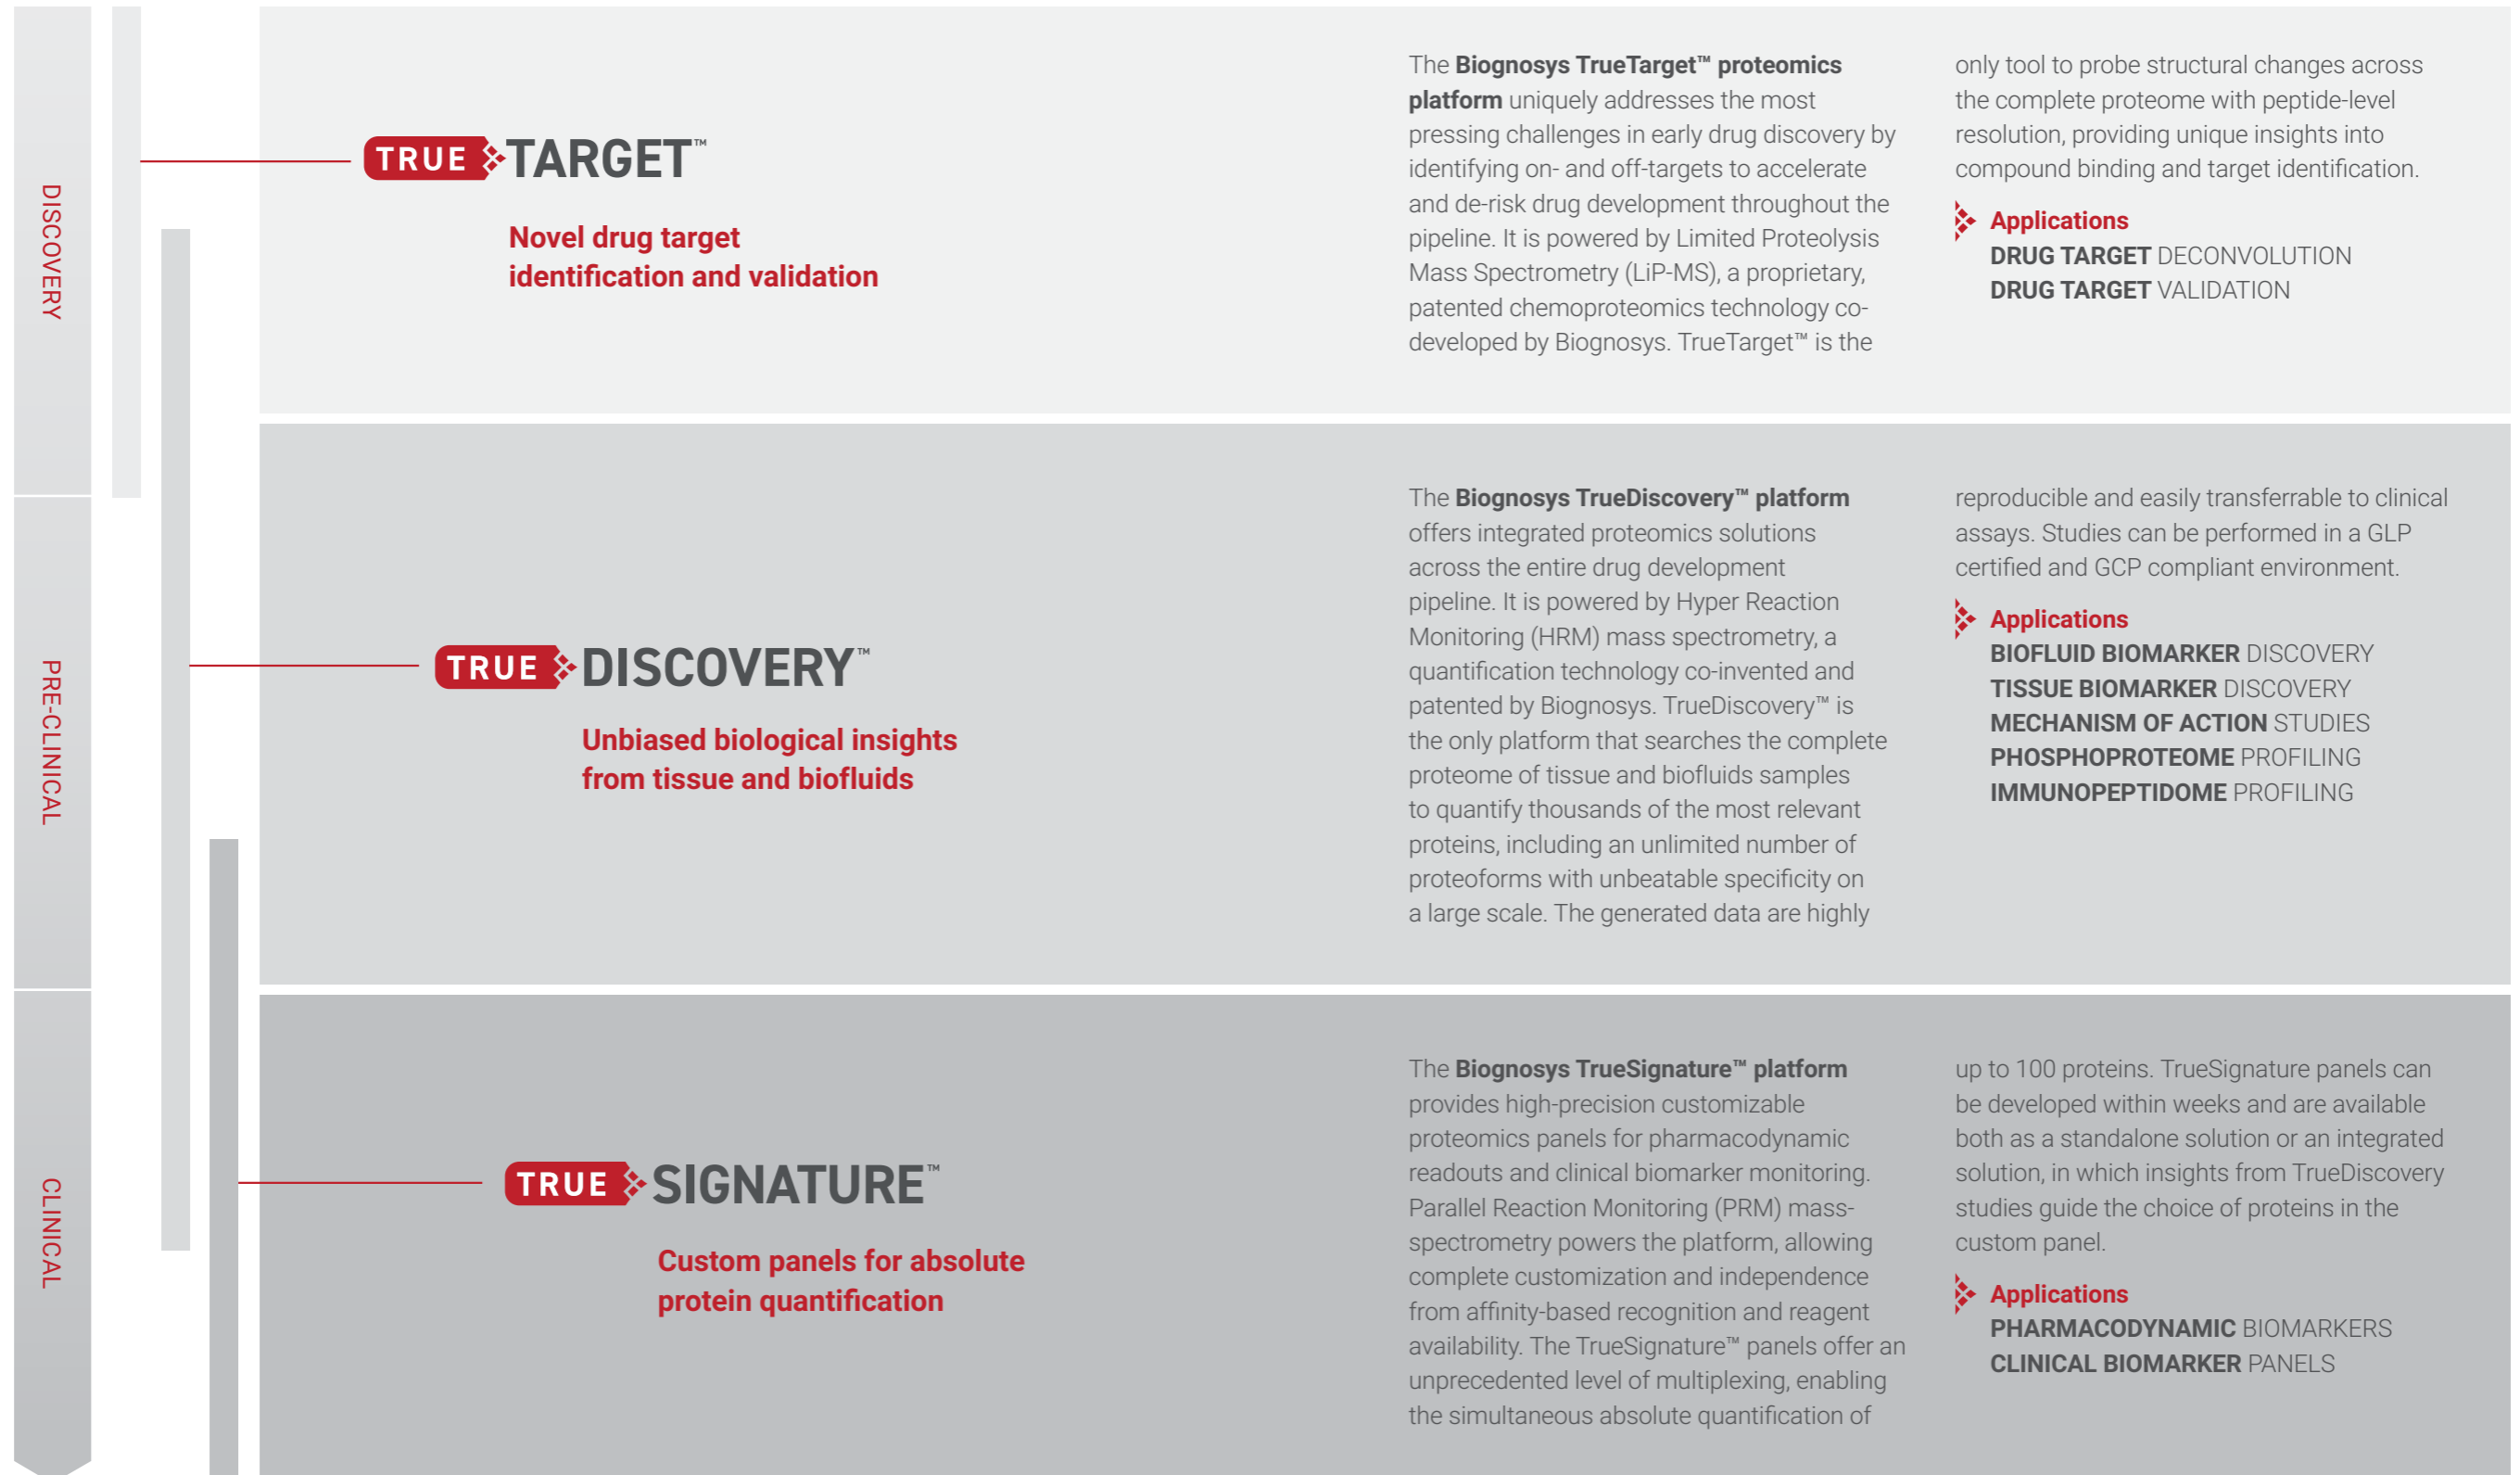 DISCOVERY
PRE-CLINICAL
CLINICAL
TRUE TARGET™
Novel drug target
identification and validation
The Biognosys TrueTarget™ proteomics
platform uniquely addresses the most
pressing challenges in early drug discovery by
identifying on- and off-targets to accelerate
and de-risk drug development throughout the
pipeline. It is powered by Limited Proteolysis
Mass Spectrometry (LiP-MS), a proprietary,
patented chemoproteomics technology co-
developed by Biognosys. TrueTarget™ is the
only tool to probe structural changes across
the complete proteome with peptide-level
resolution, providing unique insights into
compound binding and target identification.
Applications
DRUG TARGET DECONVOLUTION
DRUG TARGET VALIDATION
TRUE DISCOVERY™
Unbiased biological insights
from tissue and biofluids
The Biognosys TrueDiscovery™ platform
offers integrated proteomics solutions
across the entire drug development
pipeline. It is powered by Hyper Reaction
Monitoring (HRM) mass spectrometry, a
quantification technology co-invented and
patented by Biognosys. TrueDiscovery™ is
the only platform that searches the complete
proteome of tissue and biofluids samples
to quantify thousands of the most relevant
proteins, including an unlimited number of
proteoforms with unbeatable specificity on
a large scale. The generated data are highly
reproducible and easily transferrable to clinical
assays. Studies can be performed in a GLP
certified and GCP compliant environment.
Applications
BIOFLUID BIOMARKER DISCOVERY
TISSUE BIOMARKER DISCOVERY
MECHANISM OF ACTION STUDIES
PHOSPHOPROTEOME PROFILING
IMMUNOPEPTIDOME PROFILING
TRUE SIGNATURE™
Custom panels for absolute
protein quantification
The Biognosys TrueSignature™ platform
provides high-precision customizable
proteomics panels for pharmacodynamic
readouts and clinical biomarker monitoring.
Parallel Reaction Monitoring (PRM) mass-
spectrometry powers the platform, allowing
complete customization and independence
from affinity-based recognition and reagent
availability. The TrueSignature™ panels offer an
unprecedented level of multiplexing, enabling
the simultaneous absolute quantification of
up to 100 proteins. TrueSignature panels can
be developed within weeks and are available
both as a standalone solution or an integrated
solution, in which insights from TrueDiscovery
studies guide the choice of proteins in the
custom panel.
Applications
PHARMACODYNAMIC BIOMARKERS
CLINICAL BIOMARKER PANELS